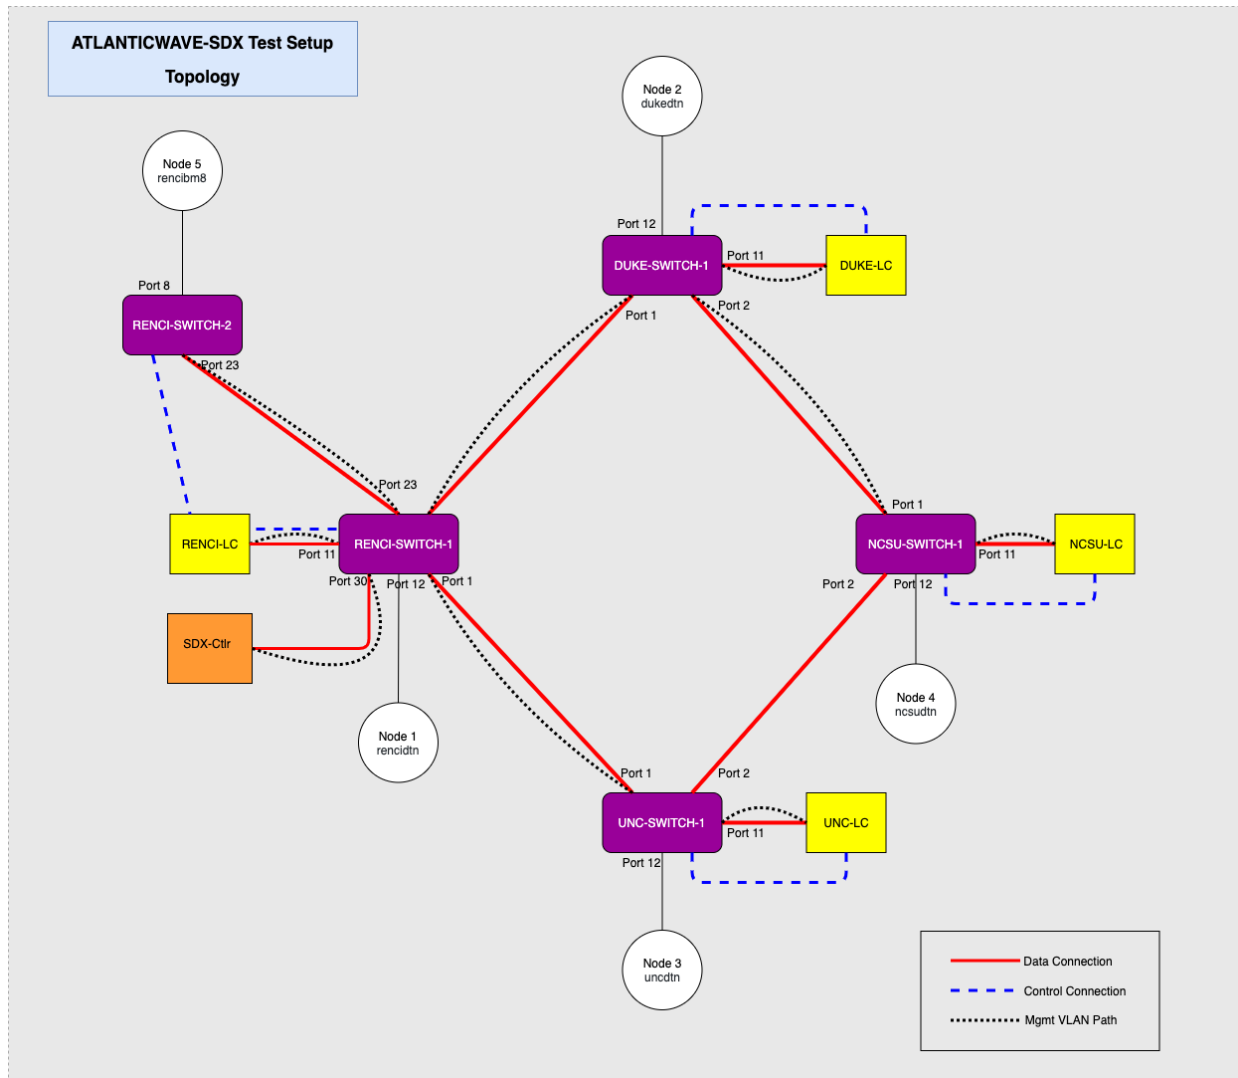 ATLANTICWAVE-SDX Test Setup
Topology
Node 2
dukedtn
Node 5
rencibm8
Port 12
DUKE-SWITCH-1
Port 11
DUKE-LC
Port 8
Port 1
Port 2
RENCI-SWITCH-2
Port 23
Port 23
Port 1
RENCI-LC
Port 11
RENCI-SWITCH-1
NCSU-SWITCH-1
Port 11
NCSU-LC
Port 30
Port 12
Port 1
Port 2
Port 12
SDX-Ctlr
Node 4
ncsudtn
Node 1
rencidtn
Port 1
Port 2
UNC-SWITCH-1
Port 11
UNC-LC
Port 12
Node 3
uncdtn
Data Connection
Control Connection
Mgmt VLAN Path